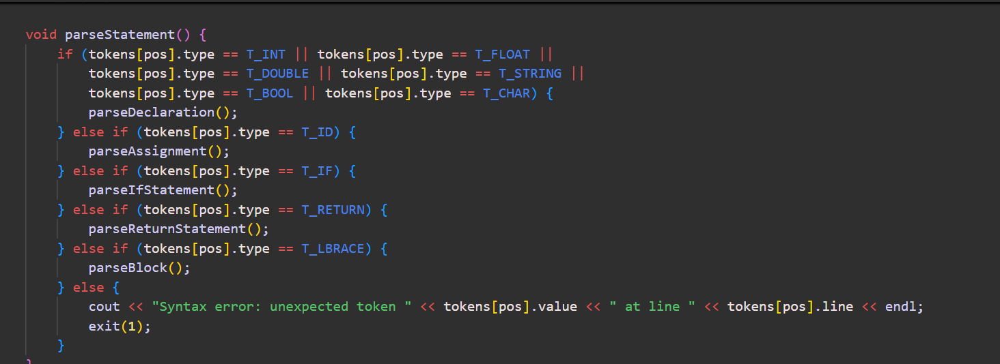 void parseStatement() {
    if (tokens[pos].type == T_INT || tokens[pos].type == T_FLOAT ||
        tokens[pos].type == T_DOUBLE || tokens[pos].type == T_STRING ||
        tokens[pos].type == T_BOOL || tokens[pos].type == T_CHAR) {
        parseDeclaration();
    } else if (tokens[pos].type == T_ID) {
        parseAssignment();
    } else if (tokens[pos].type == T_IF) {
        parseIfStatement();
    } else if (tokens[pos].type == T_RETURN) {
        parseReturnStatement();
    } else if (tokens[pos].type == T_LBRACE) {
        parseBlock();
    } else {
        cout << "Syntax error: unexpected token " << tokens[pos].value << " at line " << tokens[pos].line << endl;
        exit(1);
    }
}